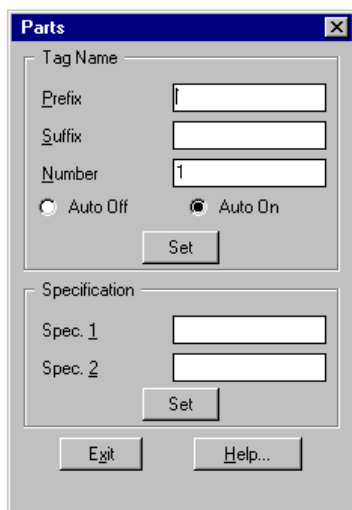 Parts
Tag Name
Prefix
Suffix
Number 1
Auto Off Auto On
Set
Specification
Spec. 1
Spec. 2
Set
Exit Help...